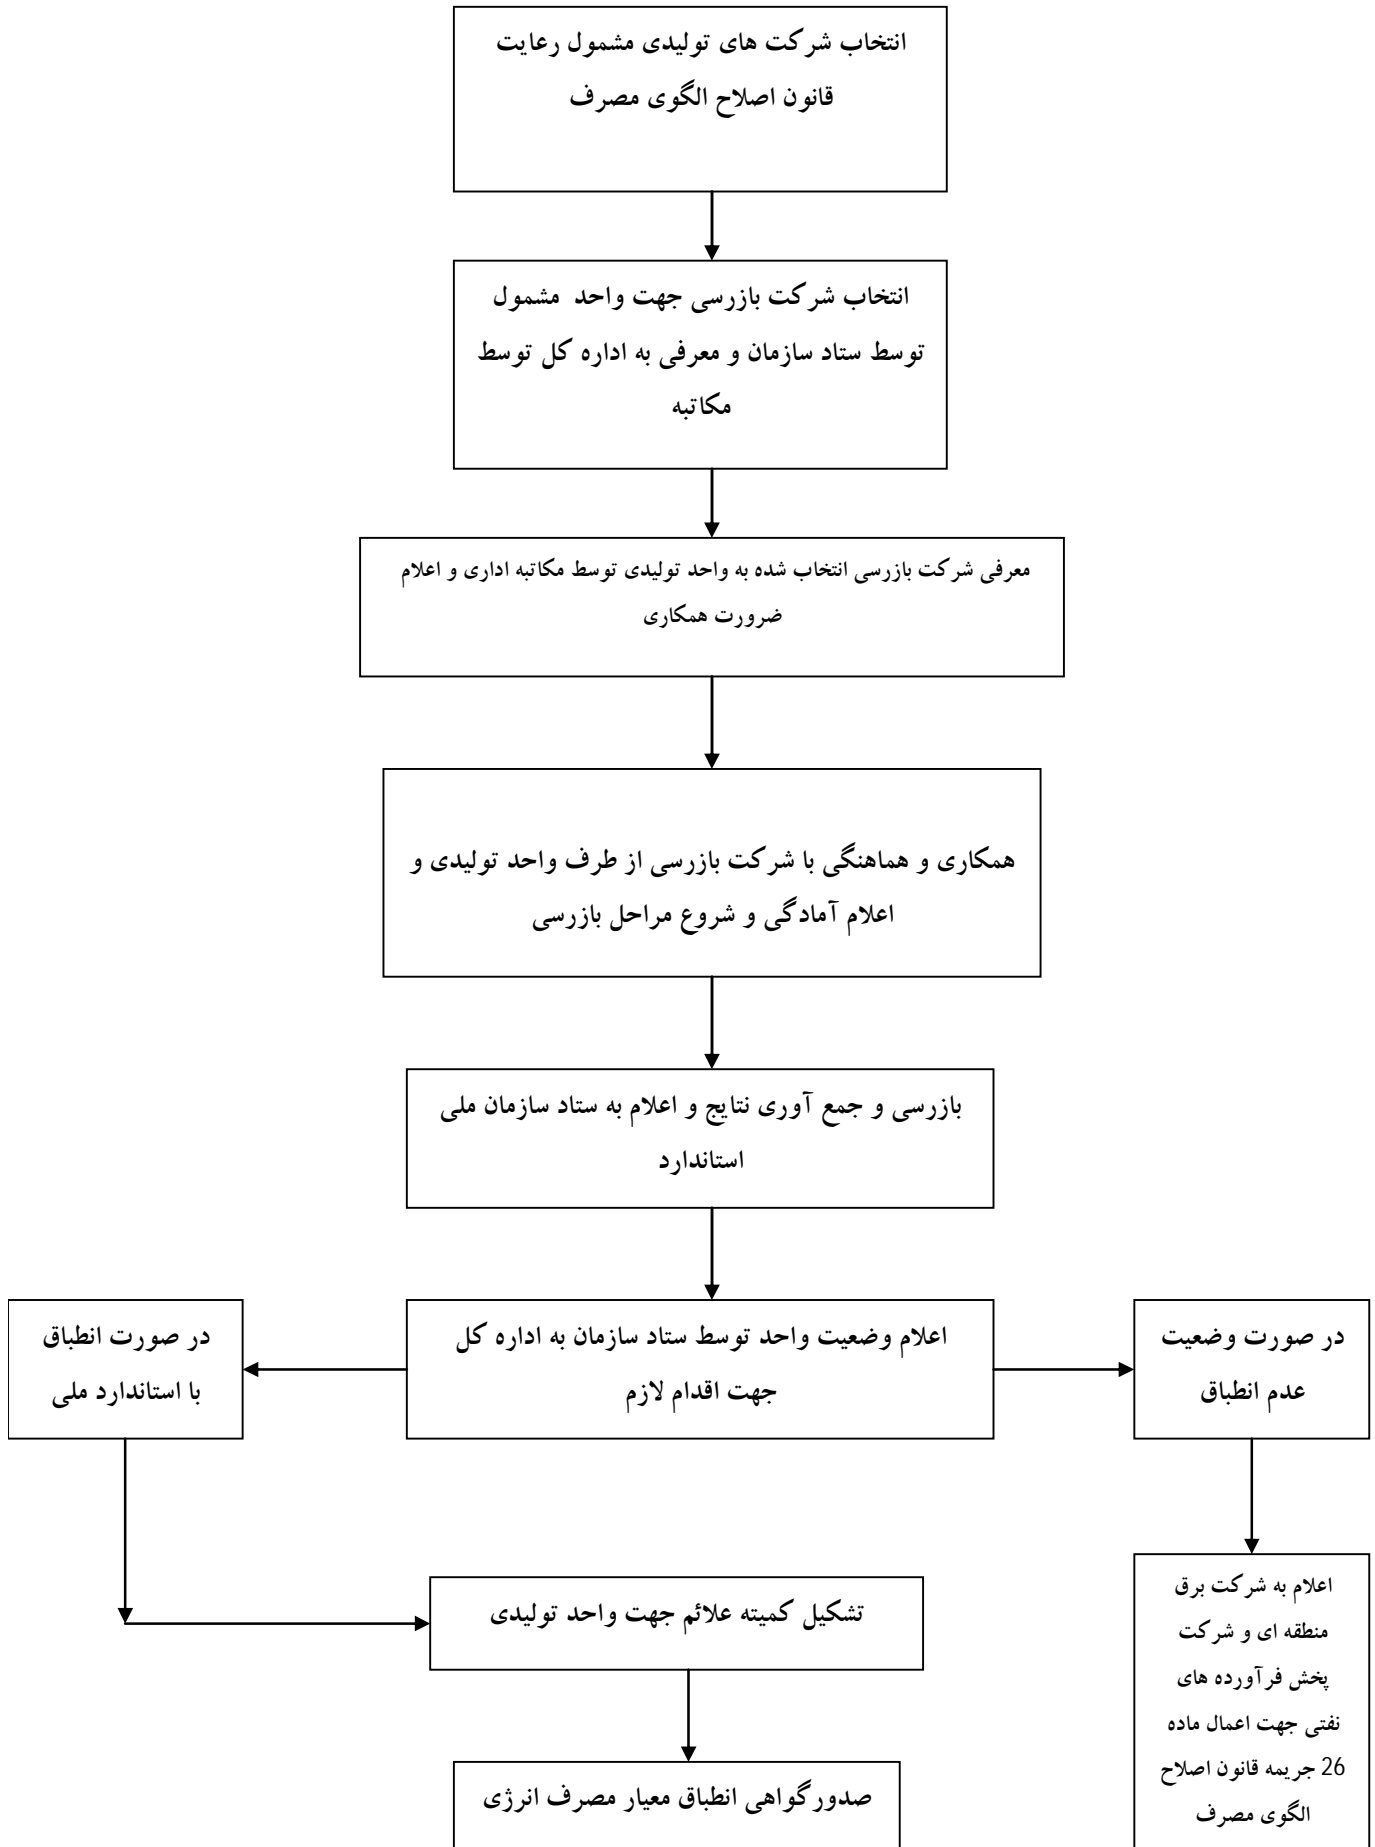 انتخاب شرکت های تولیدی مشمول رعایت
قانون اصلاح الگوی مصرف
انتخاب شرکت بازرسی جهت واحد مشمول
توسط ستاد سازمان و معرفی به اداره کل توسط
مکاتبه
معرفی شرکت بازرسی انتخاب شده به واحد تولیدی توسط مکاتبه اداری و اعلام
ضرورت همکاری
همکاری و هماهنگی با شرکت بازرسی از طرف واحد تولیدی و
اعلام آمادگی و شروع مراحل بازرسی
بازرسی و جمع آوری نتایج و اعلام به ستاد سازمان ملی
استاندارد
در صورت وضعیت
عدم انطباق
اعلام وضعیت واحد توسط ستاد سازمان به اداره کل
جهت اقدام لازم
در صورت انطباق
با استاندارد ملی
اعلام به شرکت برق
منطقه ای و شرکت
پخش فرآورده های
نفتی جهت اعمال ماده
26 جریمه قانون اصلاح
الگوی مصرف
تشکیل کمیته علائم جهت واحد تولیدی
صدورگواهی انطباق معیار مصرف انرژی